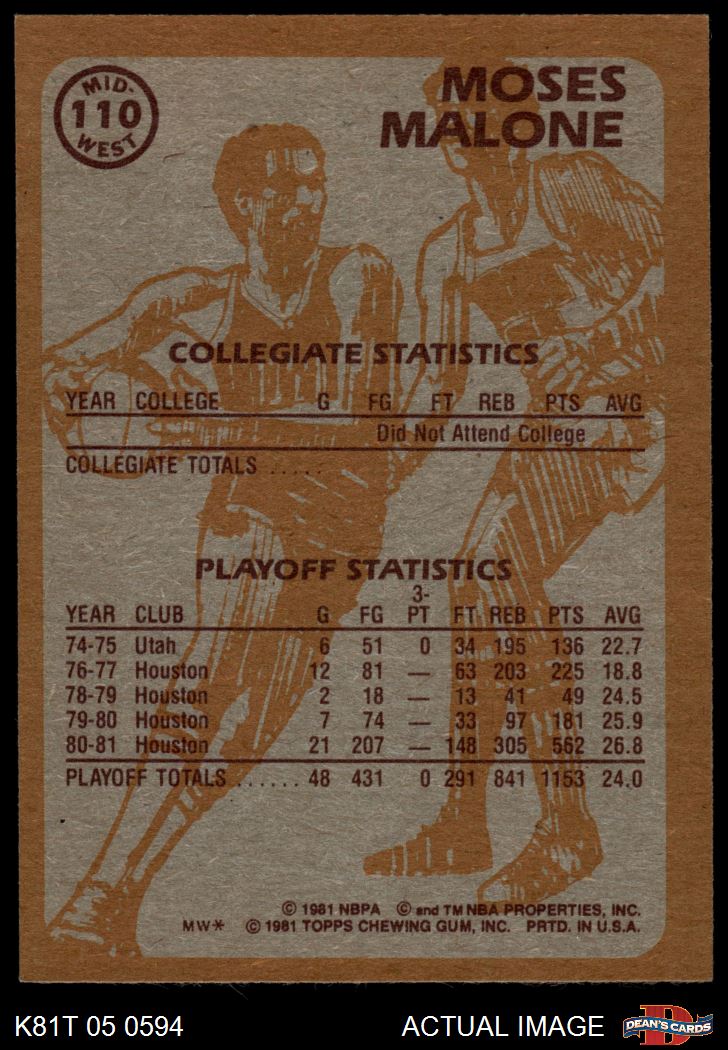 MID-
110
WEST
MOSES
MALONE
COLLEGIATE STATISTICS
YEAR COLLEGE G FG FT REB PTS AVG
Did Not Attend College
COLLEGIATE TOTALS .....
PLAYOFF STATISTICS
YEAR CLUB G FG 3-PT FT REB PTS AVG
74-75 Utah 6 51 0 34 195 136 22.7
76-77 Houston 12 81 — 63 203 225 18.8
78-79 Houston 2 18 — 13 41 49 24.5
79-80 Houston 7 74 — 33 97 181 25.9
80-81 Houston 21 207 — 148 305 562 26.8
PLAYOFF TOTALS ...... 48 431 0 291 841 1153 24.0
© 1981 NBPA © and TM NBA PROPERTIES, INC.
MW* © 1981 TOPPS CHEWING GUM, INC. PRTD. IN U.S.A.
K81T 05 0594 ACTUAL IMAGE
D
DEAN'S CARDS